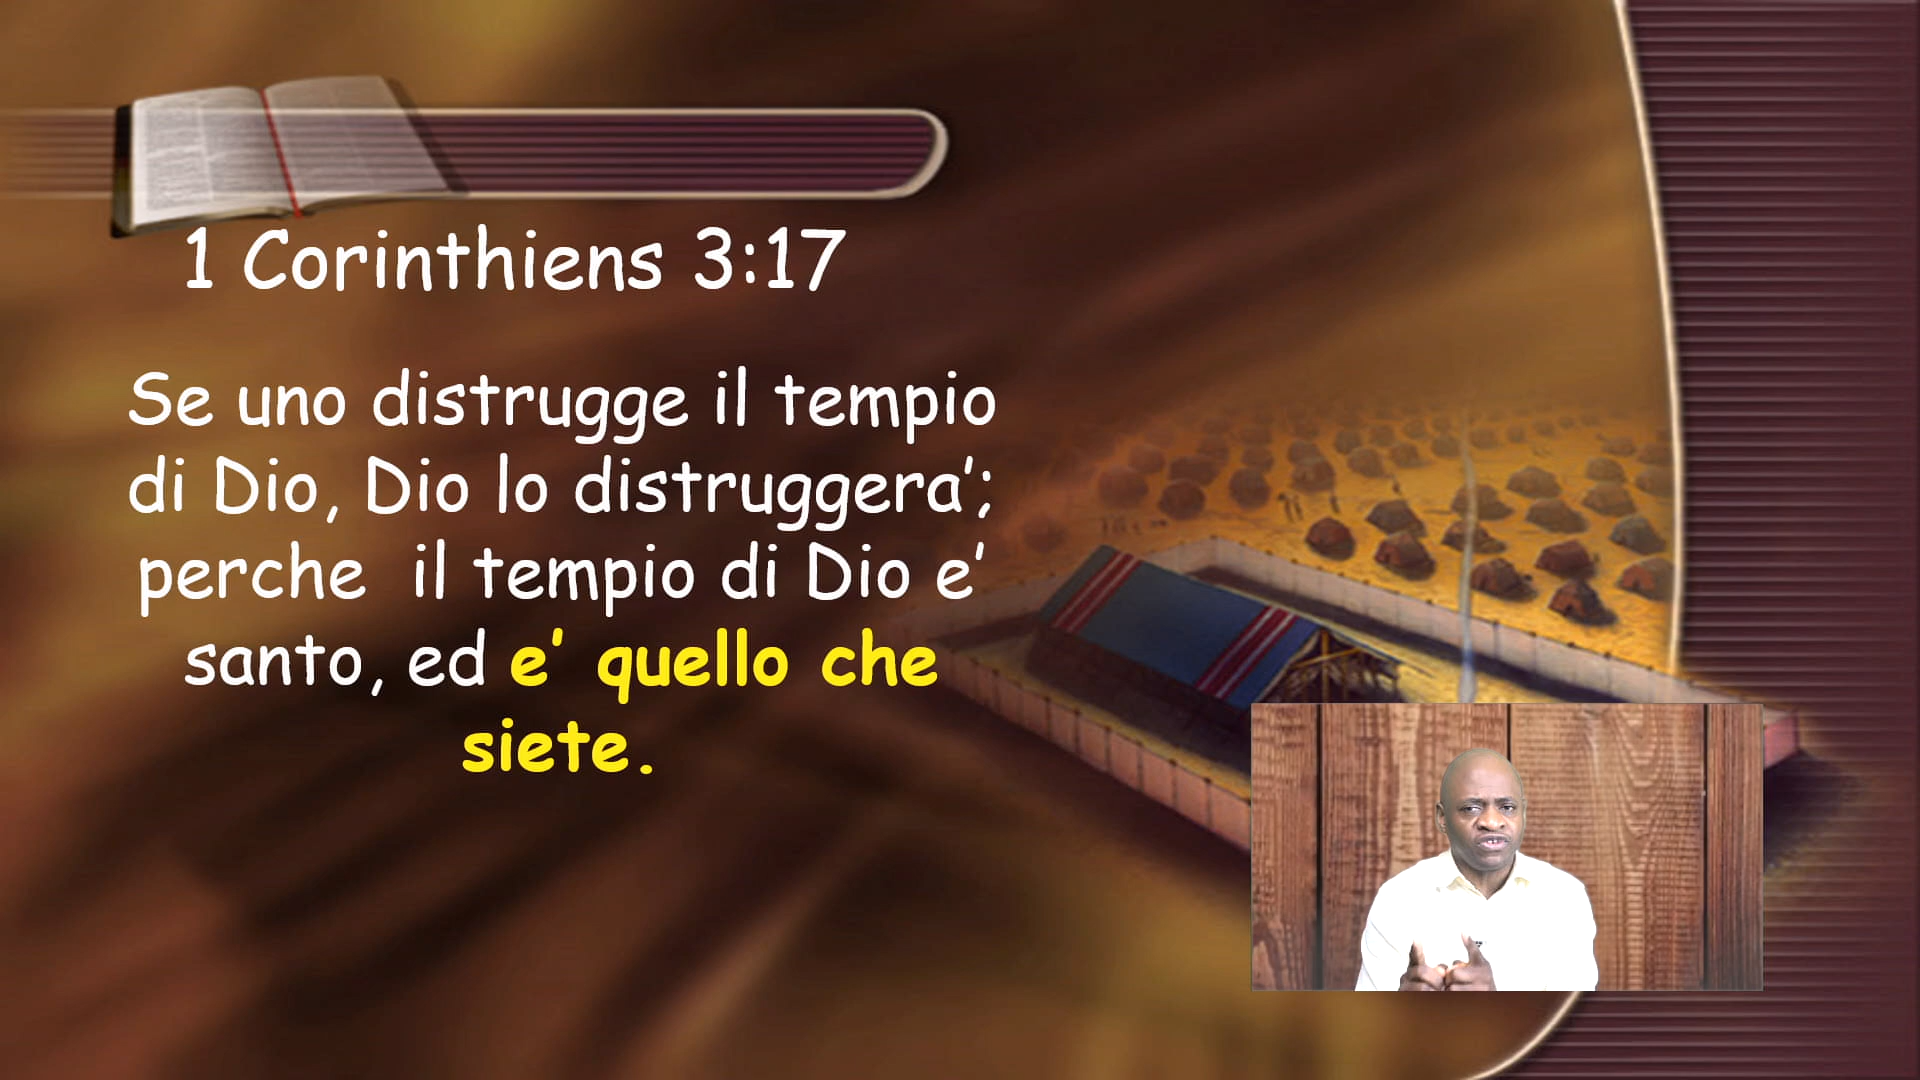 1 Corinthiens 3:17
Se uno distrugge il tempio
di Dio, Dio lo distruggera’;
perche  il tempio di Dio e’
santo, ed e’ quello che
siete.